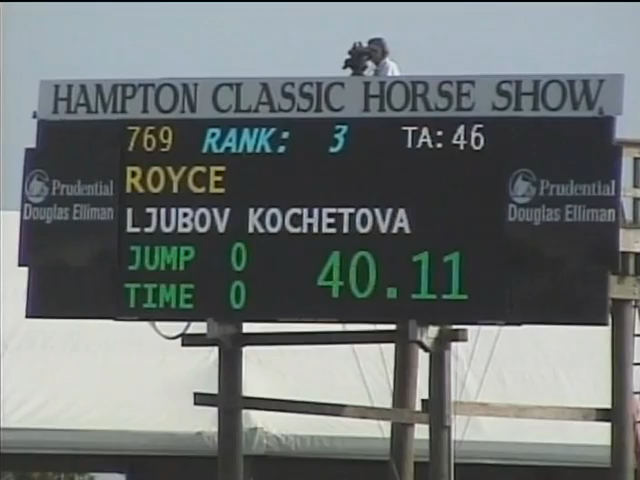 HAMPTON CLASSIC HORSE SHOW
769 RANK: 3 TA: 46
ROYCE
Prudential
Douglas Elliman
Prudential
Douglas Elliman
LJUBOV KOCHETOVA
JUMP 0
TIME 0
40.11